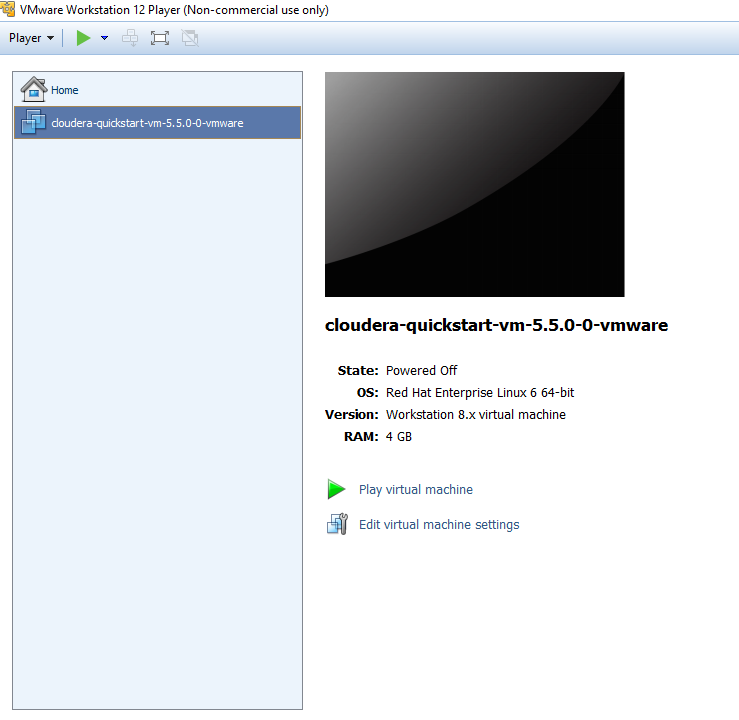 VMware Workstation 12 Player (Non-commercial use only)
Player
Home
cloudera-quickstart-vm-5.5.0-0-vmware
cloudera-quickstart-vm-5.5.0-0-vmware
State: Powered Off
OS: Red Hat Enterprise Linux 6 64-bit
Version: Workstation 8.x virtual machine
RAM: 4 GB
Play virtual machine
Edit virtual machine settings